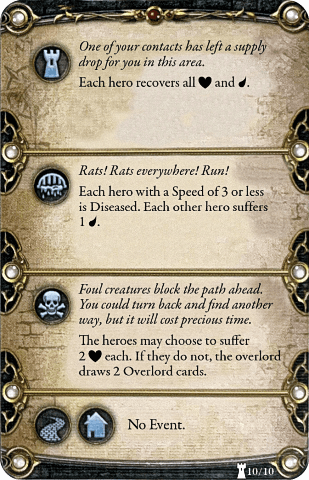 One of your contacts has left a supply
drop for you in this area.
Each hero recovers all ♥ and .
Rats! Rats everywhere! Run!
Each hero with a Speed of 3 or less
is Diseased. Each other hero suffers
1 .
Foul creatures block the path ahead.
You could turn back and find another
way, but it will cost precious time.
The heroes may choose to suffer
2 ♥ each. If they do not, the overlord
draws 2 Overlord cards.
No Event.
10/10